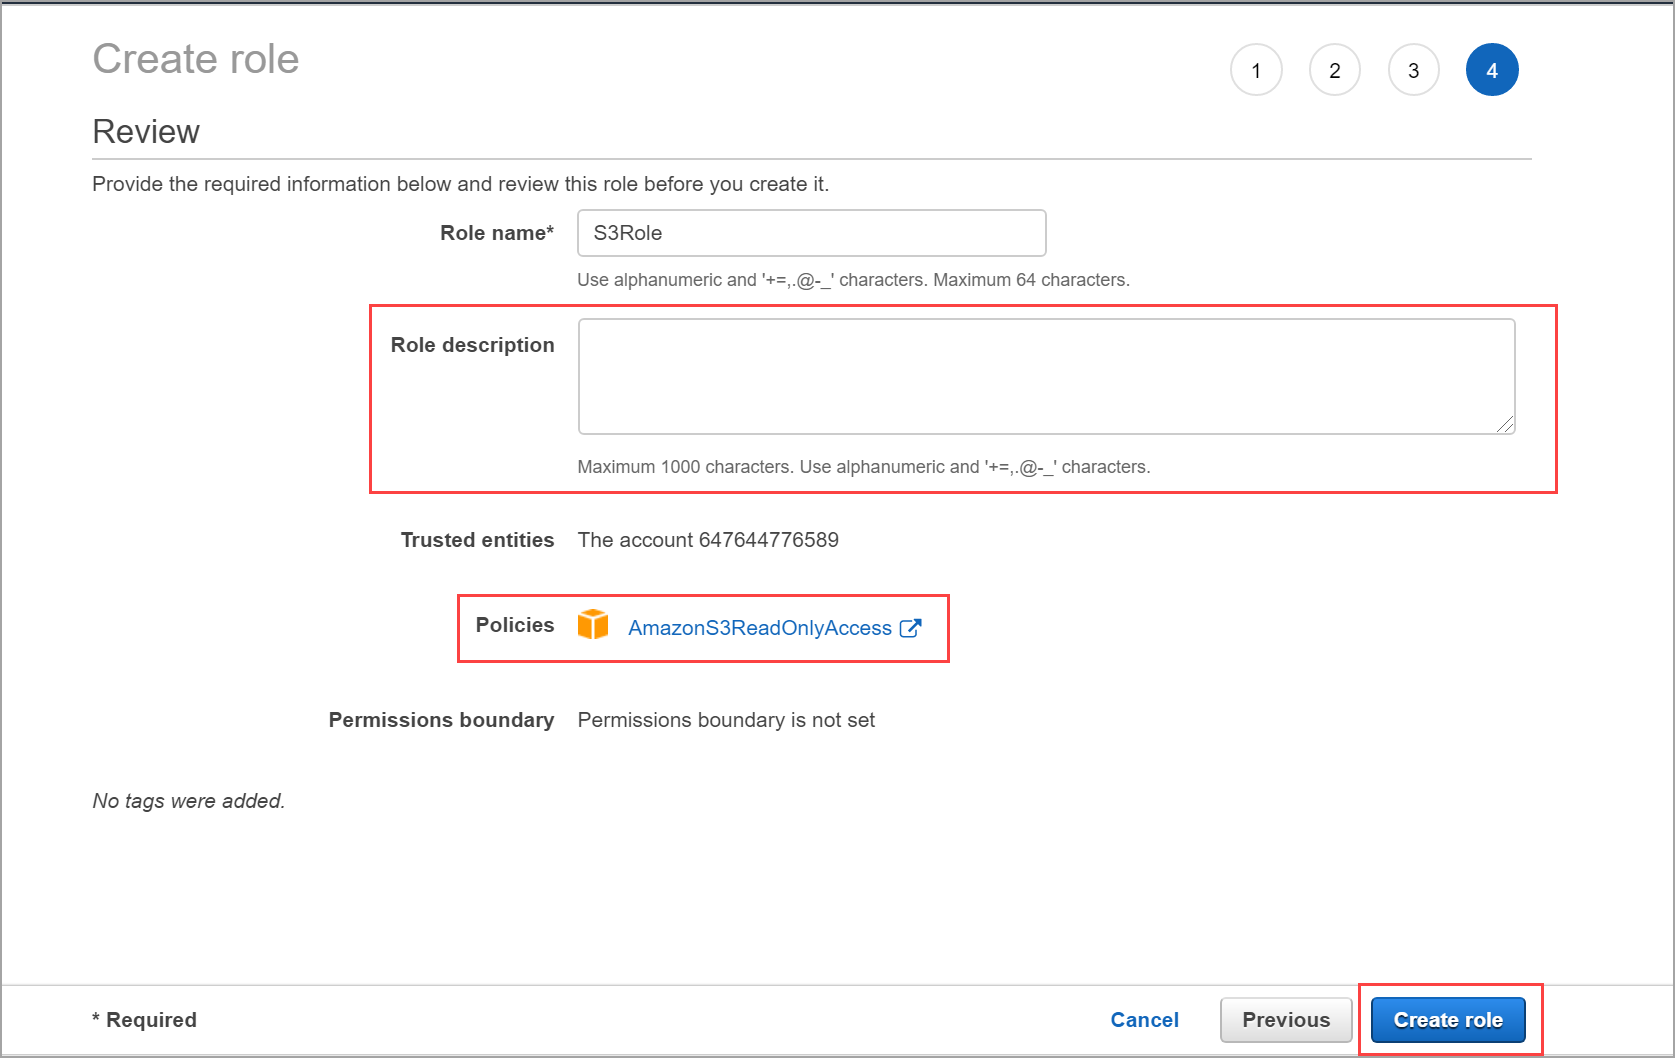 Create role
1 2 3 4
Review
Provide the required information below and review this role before you create it.
Role name* S3Role
Use alphanumeric and '+=,.@-_' characters. Maximum 64 characters.
Role description
Maximum 1000 characters. Use alphanumeric and '+=,.@-_' characters.
Trusted entities The account 647644776589
Policies AmazonS3ReadOnlyAccess
Permissions boundary Permissions boundary is not set
No tags were added.
* Required Cancel Previous Create role